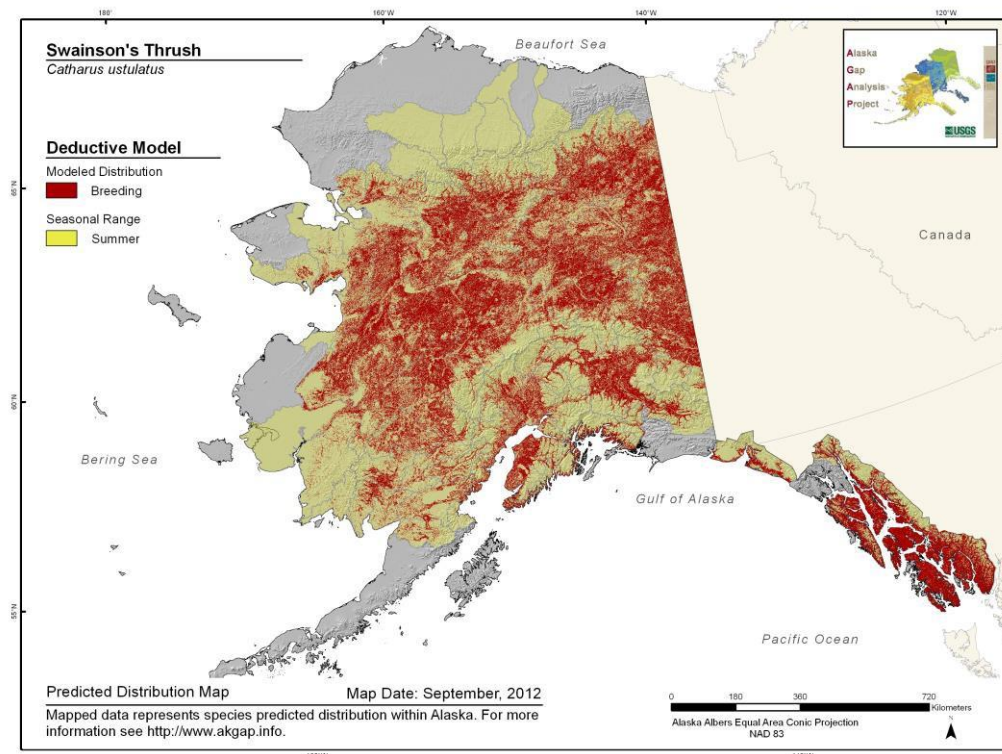 180°
160°W
140°W
120°W
Swainson's Thrush
Catharus ustulatus
Beaufort Sea
Alaska
Gap
Analysis
Project
USGS
Deductive Model
Modeled Distribution
Breeding
Seasonal Range
Summer
65°N
Canada
60°N
Bering Sea
Gulf of Alaska
55°N
Pacific Ocean
Predicted Distribution Map
Map Date: September, 2012
Mapped data represents species predicted distribution within Alaska. For more
information see http://www.akgap.info.
0 180 360 720
Kilometers
Alaska Albers Equal Area Conic Projection
NAD 83
N